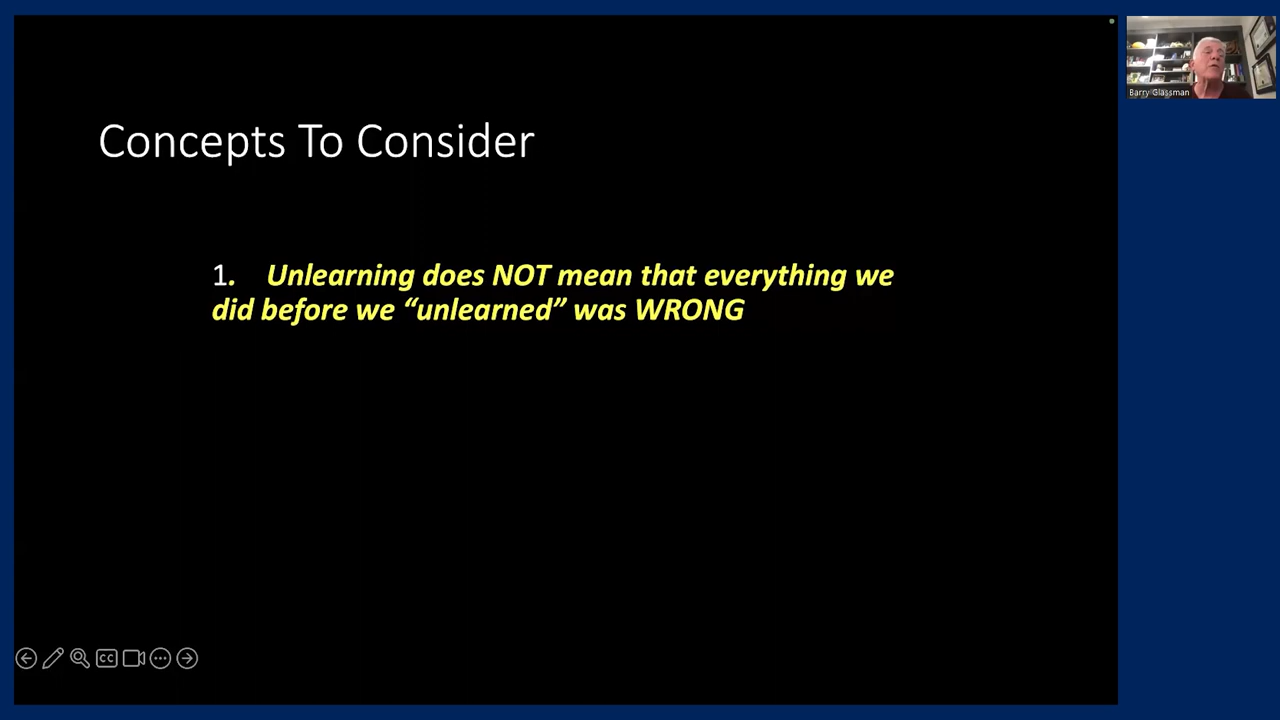 Concepts To Consider
1. Unlearning does NOT mean that everything we
did before we “unlearned” was WRONG
Barry Glassman
CC